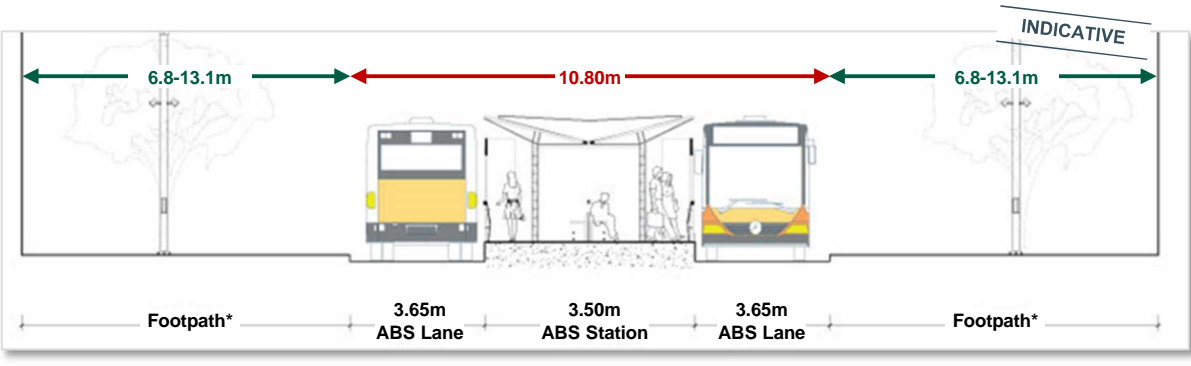 INDICATIVE
6.8-13.1m
10.80m
6.8-13.1m
Footpath*
3.65m
ABS Lane
3.50m
ABS Station
3.65m
ABS Lane
Footpath*